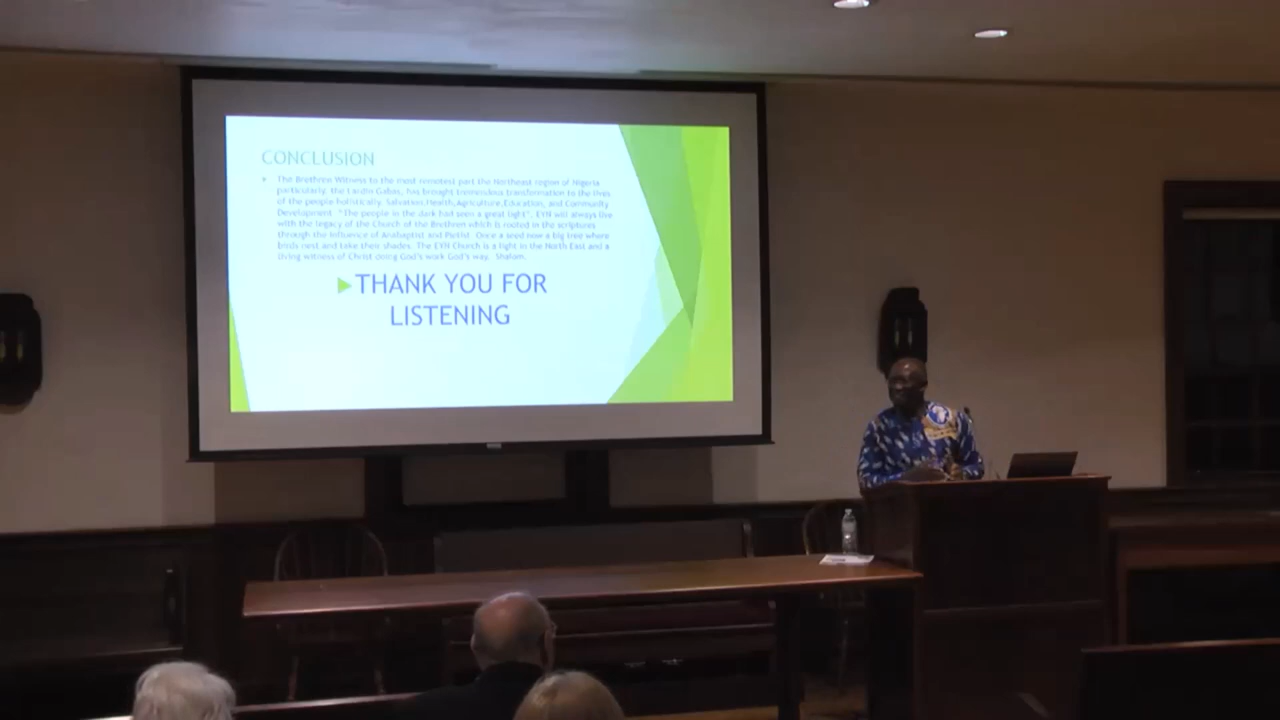 CONCLUSION
The Brethren Witness to the most remotest part the Northeast region of Nigeria
particularly, the Lardin Gabas, has brought tremendous transformation to the lives
of the people holistically. Salvation,Health,Agriculture,Education, and Community
Development. "The people in the dark had seen a great light". EYN will always live
with the legacy of the Church of the Brethren which is rooted in the scriptures
through the influence of Anabaptist and Pietist. Once a seed now a big tree where
birds nest and take their shades. The EYN Church is a light in the North East and a
living witness of Christ doing God's work God's way. Shalom.
THANK YOU FOR
LISTENING